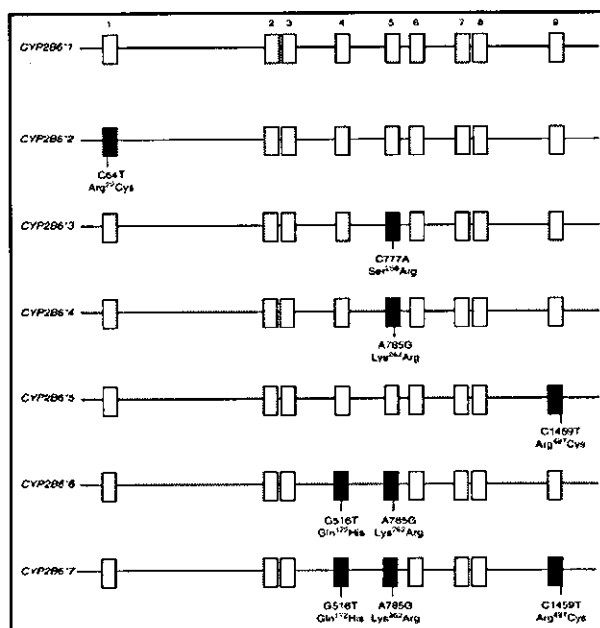 1 2 3 4 5 6 7 8 9
CYP2B6*1
CYP2B6*2
C64T
Arg22Cys
CYP2B6*3
C777A
Ser259Arg
CYP2B6*4
A785G
Lys262Arg
CYP2B6*5
C1459T
Arg487Cys
CYP2B6*6
G516T A785G
Gln172His Lys262Arg
CYP2B6*7
G516T A785G C1459T
Gln172His Lys262Arg Arg487Cys